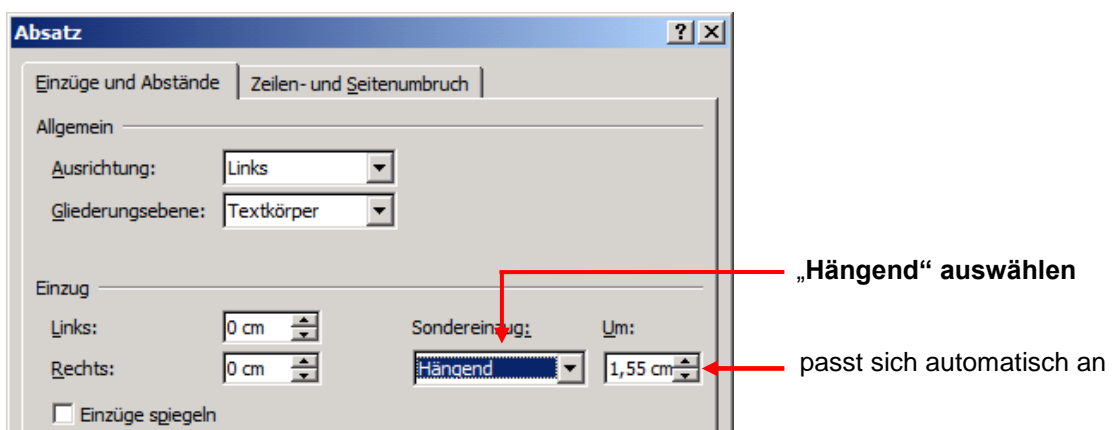 Absatz
Einzüge und Abstände Zeilen- und Seitenumbruch
Allgemein
Ausrichtung: Links
Gliederungsebene: Textkörper
„Hängend“ auswählen
Einzug
Links: 0 cm Sondereinzug: Um:
Rechts: 0 cm Hängend 1,55 cm passt sich automatisch an
Einzüge spiegeln